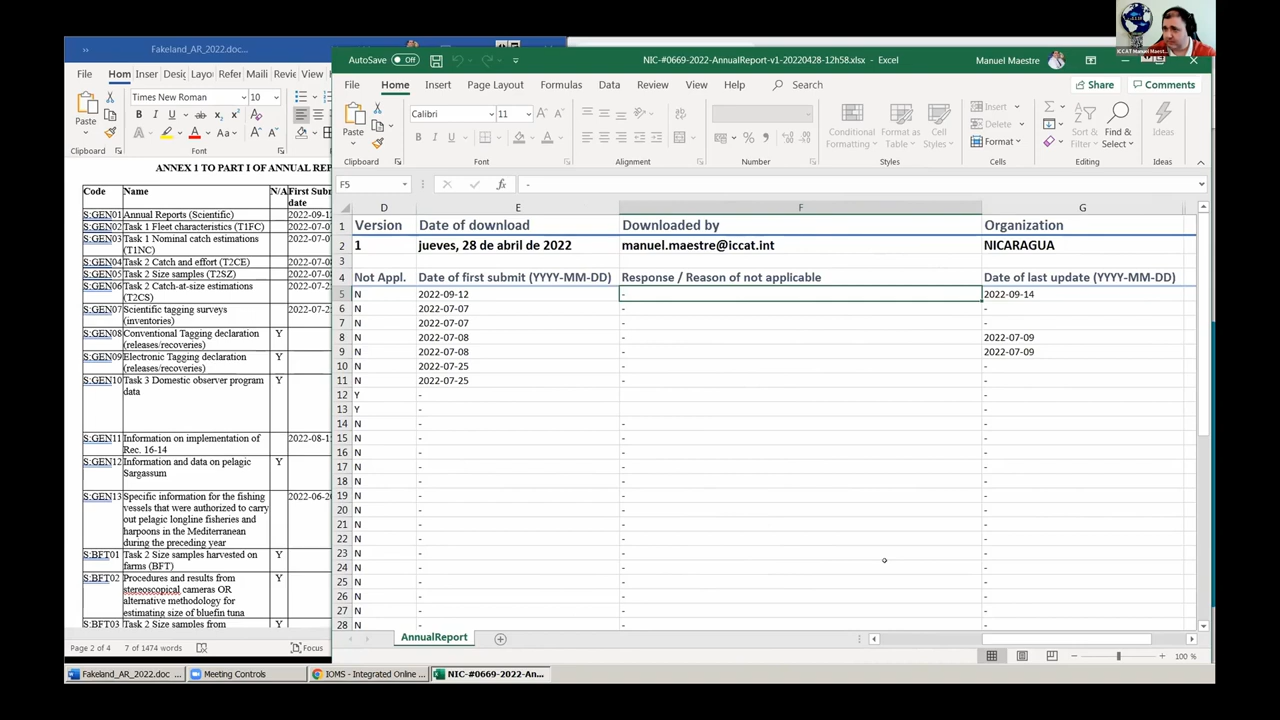 ICCAT Manuel Maest...
Fakeland_AR_2022.doc...
File Hom Inser Desig Layo Refer Maili Review View
Times New Roman 10
Paste
B I U
A Aa
Clipboard Font
ANNEX 1 TO PART I OF ANNUAL REP
Code Name N/A First Subm
date
S:GEN01 Annual Reports (Scientific) 2022-09-12
S:GEN02 Task 1 Fleet characteristics (T1FC) 2022-07-0
S:GEN03 Task 1 Nominal catch estimations 2022-07-0
(T1NC)
S:GEN04 Task 2 Catch and effort (T2CE) 2022-07-08
S:GEN05 Task 2 Size samples (T2SZ) 2022-07-08
S:GEN06 Task 2 Catch-at-size estimations 2022-07-2
(T2CS)
S:GEN07 Scientific tagging surveys 2022-07-2
(inventories)
S:GEN08 Conventional Tagging declaration Y
(releases/recoveries)
S:GEN09 Electronic Tagging declaration Y
(releases/recoveries)
S:GEN10 Task 3 Domestic observer program Y
data
S:GEN11 Information on implementation of 2022-08-1
Rec. 16-14
S:GEN12 Information and data on pelagic Y
Sargassum
S:GEN13 Specific information for the fishing 2022-06-20
vessels that were authorized to carry
out pelagic longline fisheries and
harpoons in the Mediterranean
during the preceding year
S:BFT01 Task 2 Size samples harvested on Y
farms (BFT)
S:BFT02 Procedures and results from Y
stereoscopical cameras OR
alternative methodology for
estimating size of bluefin tuna
S:BFT03 Task 2 Size samples from
Page 2 of 4 7 of 1474 words Focus
AutoSave Off NIC-#0669-2022-AnnualReport-v1-20220428-12h58.xlsx - Excel Manuel Maestre
File Home Insert Page Layout Formulas Data Review View Help Search Share Comments
Calibri 11
Paste
B I U
Conditional Formatting Format as Table Cell Styles
Insert
Delete
Format
Sort & Filter Find & Select Ideas
Clipboard Font Alignment Number Styles Cells Editing Ideas
F5 fx -
D E F G
1 Version Date of download Downloaded by Organization
2 1 jueves, 28 de abril de 2022 manuel.maestre@iccat.int NICARAGUA
3
4 Not Appl. Date of first submit (YYYY-MM-DD) Response / Reason of not applicable Date of last update (YYYY-MM-DD)
5 N 2022-09-12 - 2022-09-14
6 N 2022-07-07 - -
7 N 2022-07-07 - -
8 N 2022-07-08 - 2022-07-09
9 N 2022-07-08 - 2022-07-09
10 N 2022-07-25 - -
11 N 2022-07-25 - -
12 Y - -
13 Y - -
14 N - - -
15 N - - -
16 N - - -
17 N - - -
18 N - - -
19 N - - -
20 N - - -
21 N - - -
22 N - - -
23 N - - -
24 N - - -
25 N - - -
26 N - - -
27 N - - -
28 N - - -
AnnualReport
100 %
Fakeland_AR_2022.doc ... Meeting Controls IOMS - Integrated Online ... NIC-#0669-2022-An...